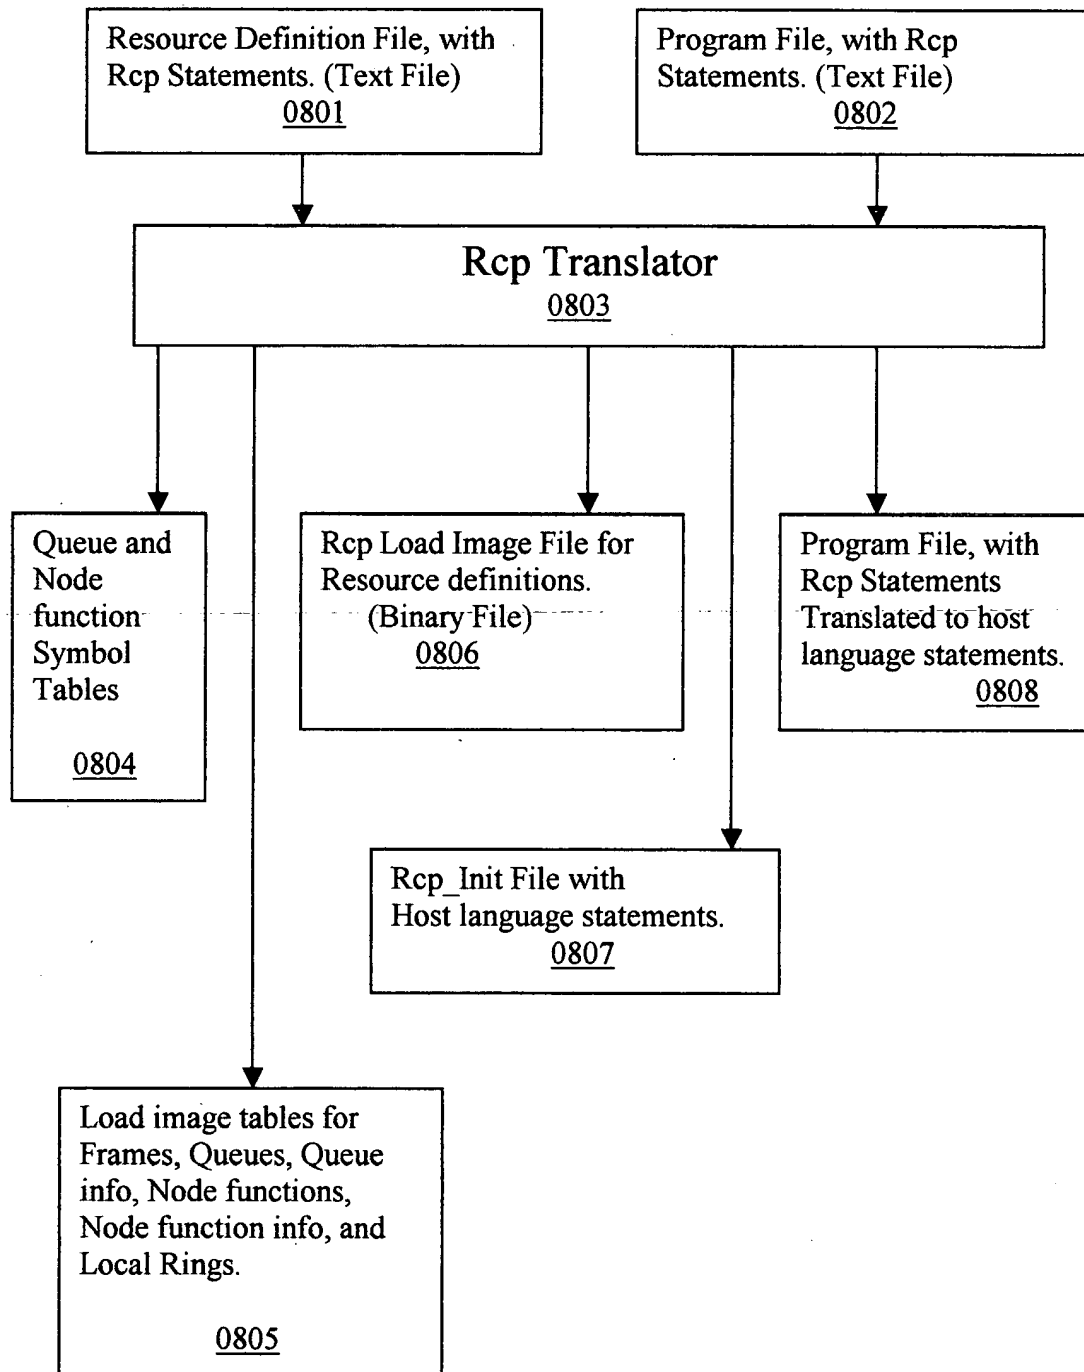 Resource Definition File, with
Rcp Statements. (Text File)
0801
Program File, with Rcp
Statements. (Text File)
0802
Rcp Translator
0803
Queue and
Node
function
Symbol
Tables
0804
Rcp Load Image File for
Resource definitions.
(Binary File)
0806
Program File, with
Rcp Statements
Translated to host
language statements.
0808
Rcp_Init File with
Host language statements.
0807
Load image tables for
Frames, Queues, Queue
info, Node functions,
Node function info, and
Local Rings.
0805